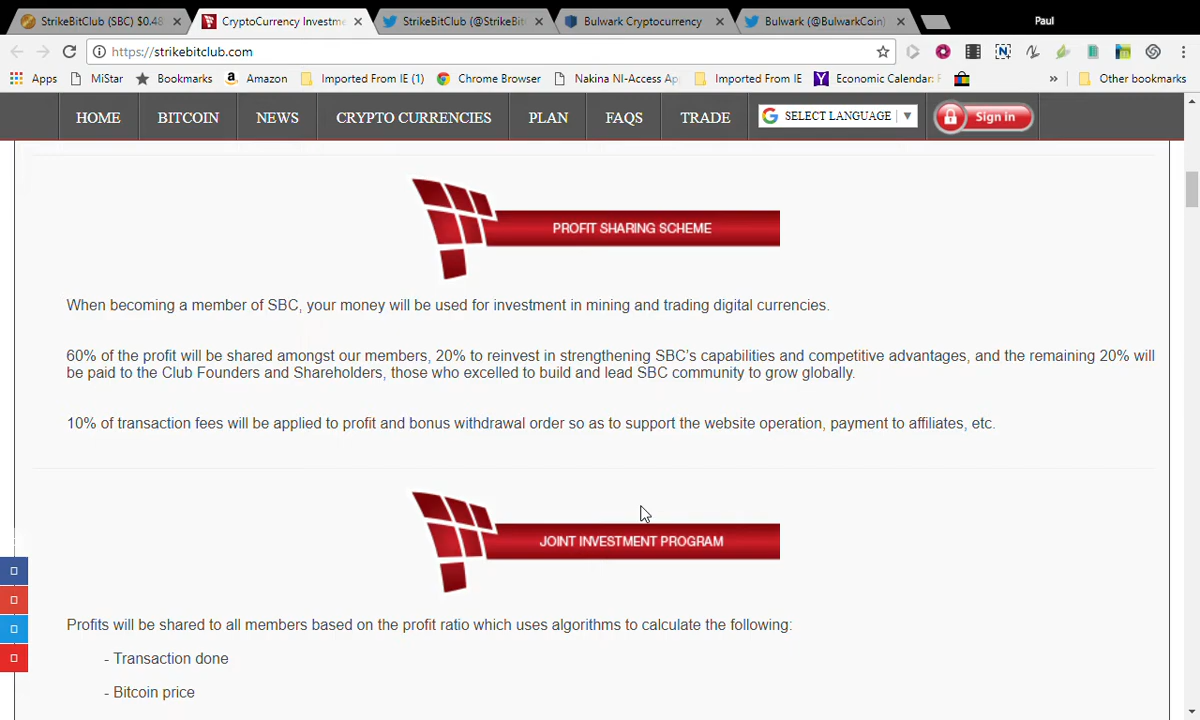 StrikeBitClub (SBC) $0.48
CryptoCurrency Investme
StrikeBitClub (@StrikeBit
Bulwark Cryptocurrency
Bulwark (@BulwarkCoin)
Paul
https://strikebitclub.com
Apps
MiStar
Bookmarks
Amazon
Imported From IE (1)
Chrome Browser
Nakina NI-Access Ap
Imported From IE
Economic Calendar: F
»
Other bookmarks
HOME
BITCOIN
NEWS
CRYPTO CURRENCIES
PLAN
FAQS
TRADE
SELECT LANGUAGE
Sign in
PROFIT SHARING SCHEME
When becoming a member of SBC, your money will be used for investment in mining and trading digital currencies.
60% of the profit will be shared amongst our members, 20% to reinvest in strengthening SBC's capabilities and competitive advantages, and the remaining 20% will
be paid to the Club Founders and Shareholders, those who excelled to build and lead SBC community to grow globally.
10% of transaction fees will be applied to profit and bonus withdrawal order so as to support the website operation, payment to affiliates, etc.
JOINT INVESTMENT PROGRAM
Profits will be shared to all members based on the profit ratio which uses algorithms to calculate the following:
- Transaction done
- Bitcoin price